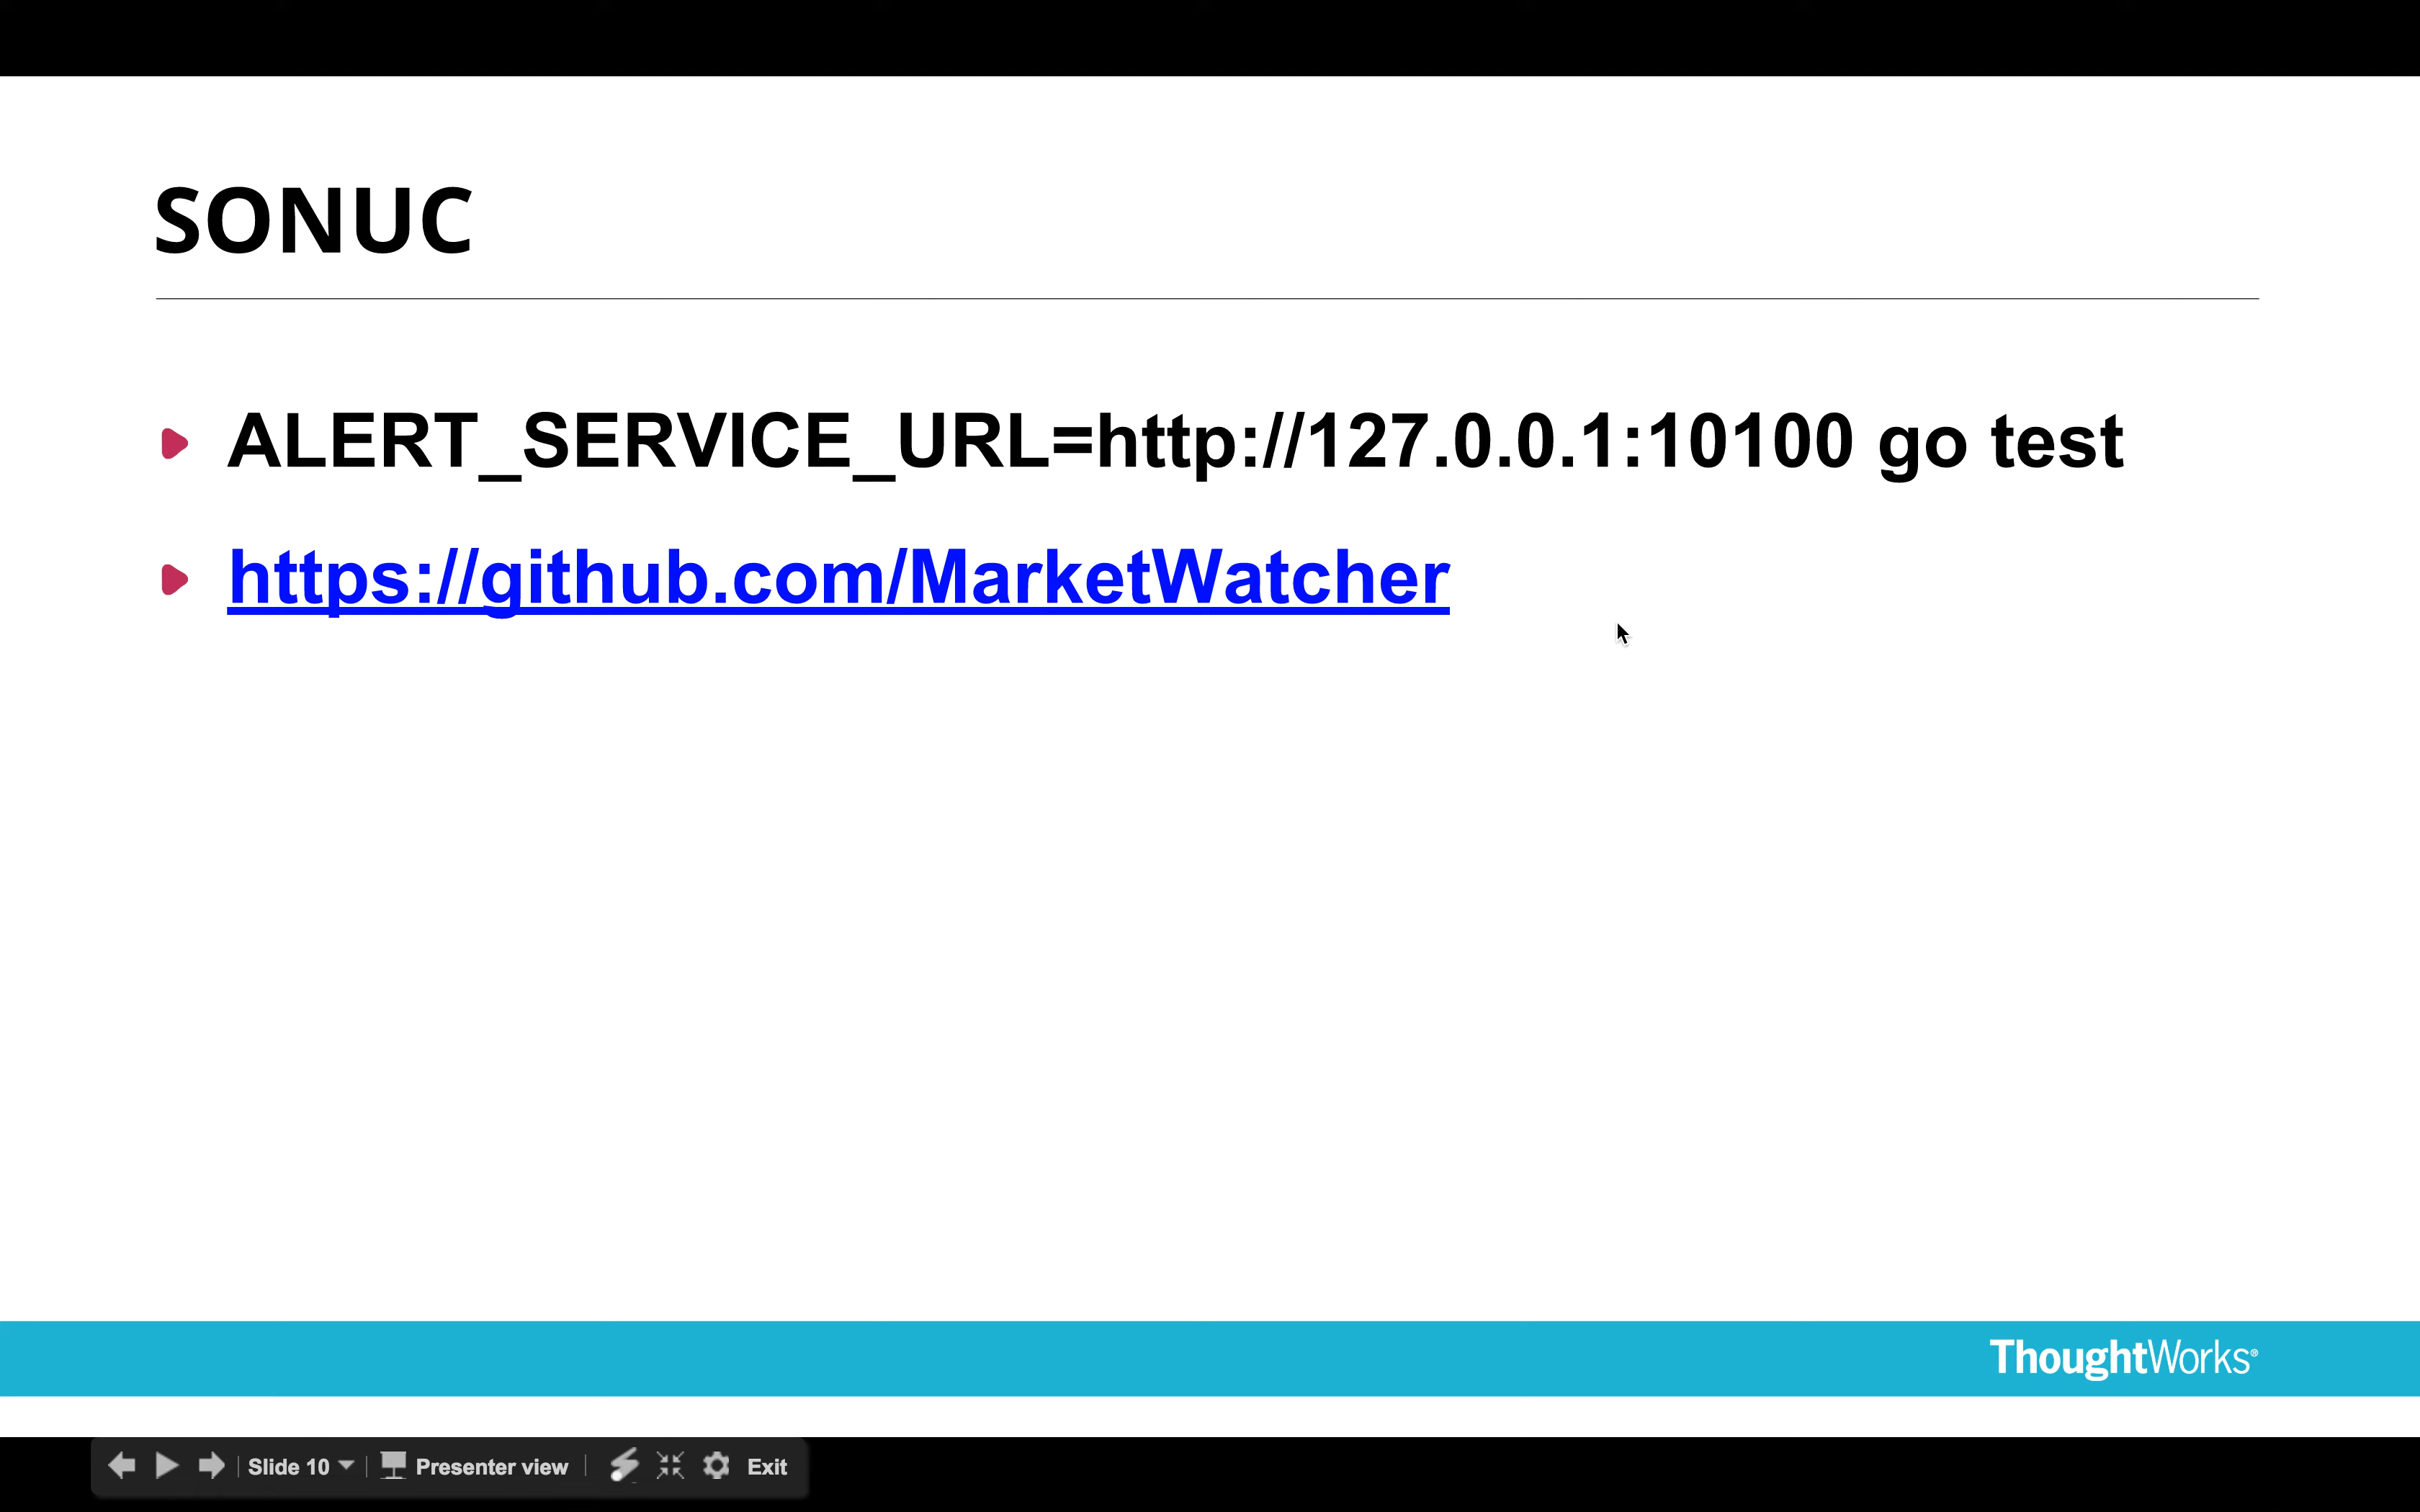 SONUC
ALERT_SERVICE_URL=http://127.0.0.1:10100 go test
https://github.com/MarketWatcher
ThoughtWorks®
Slide 10
Presenter view
Exit